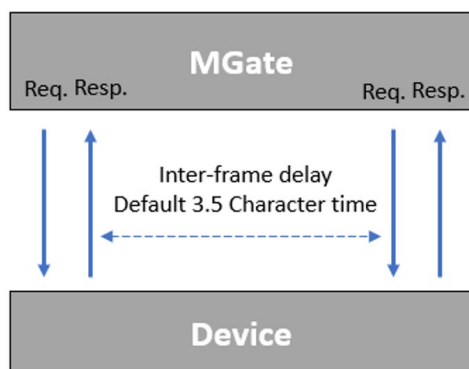 MGate
Req. Resp. Req. Resp.
Inter-frame delay
Default 3.5 Character time
Device